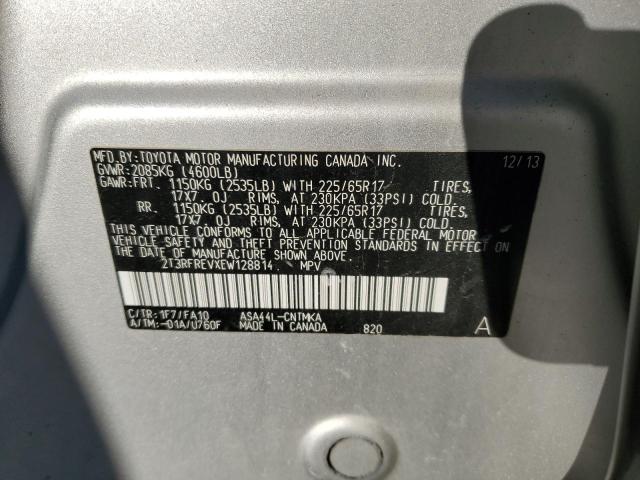 MFD.BY:TOYOTA MOTOR MANUFACTURING CANADA INC. 12/13
GVWR:2085KG (4600LB)
GAWR:FRT. 1150KG (2535LB) WITH 225/65R17 TIRES,
17X7.0J RIMS, AT 230KPA (33PSI) COLD
RR. 1150KG (2535LB) WITH 225/65R17 TIRES,
17X7.0J RIMS, AT 230KPA (33PSI) COLD.
THIS VEHICLE CONFORMS TO ALL APPLICABLE FEDERAL MOTOR
VEHICLE SAFETY AND THEFT PREVENTION STANDARDS IN EFFECT ON
THE DATE OF MANUFACTURE SHOWN ABOVE.
2T3RFREVXEW128814. MPV
C/TR:1F7/FA10 ASA44L-CNTMKA
A/TM:-01A/U760F MADE IN CANADA 820 A